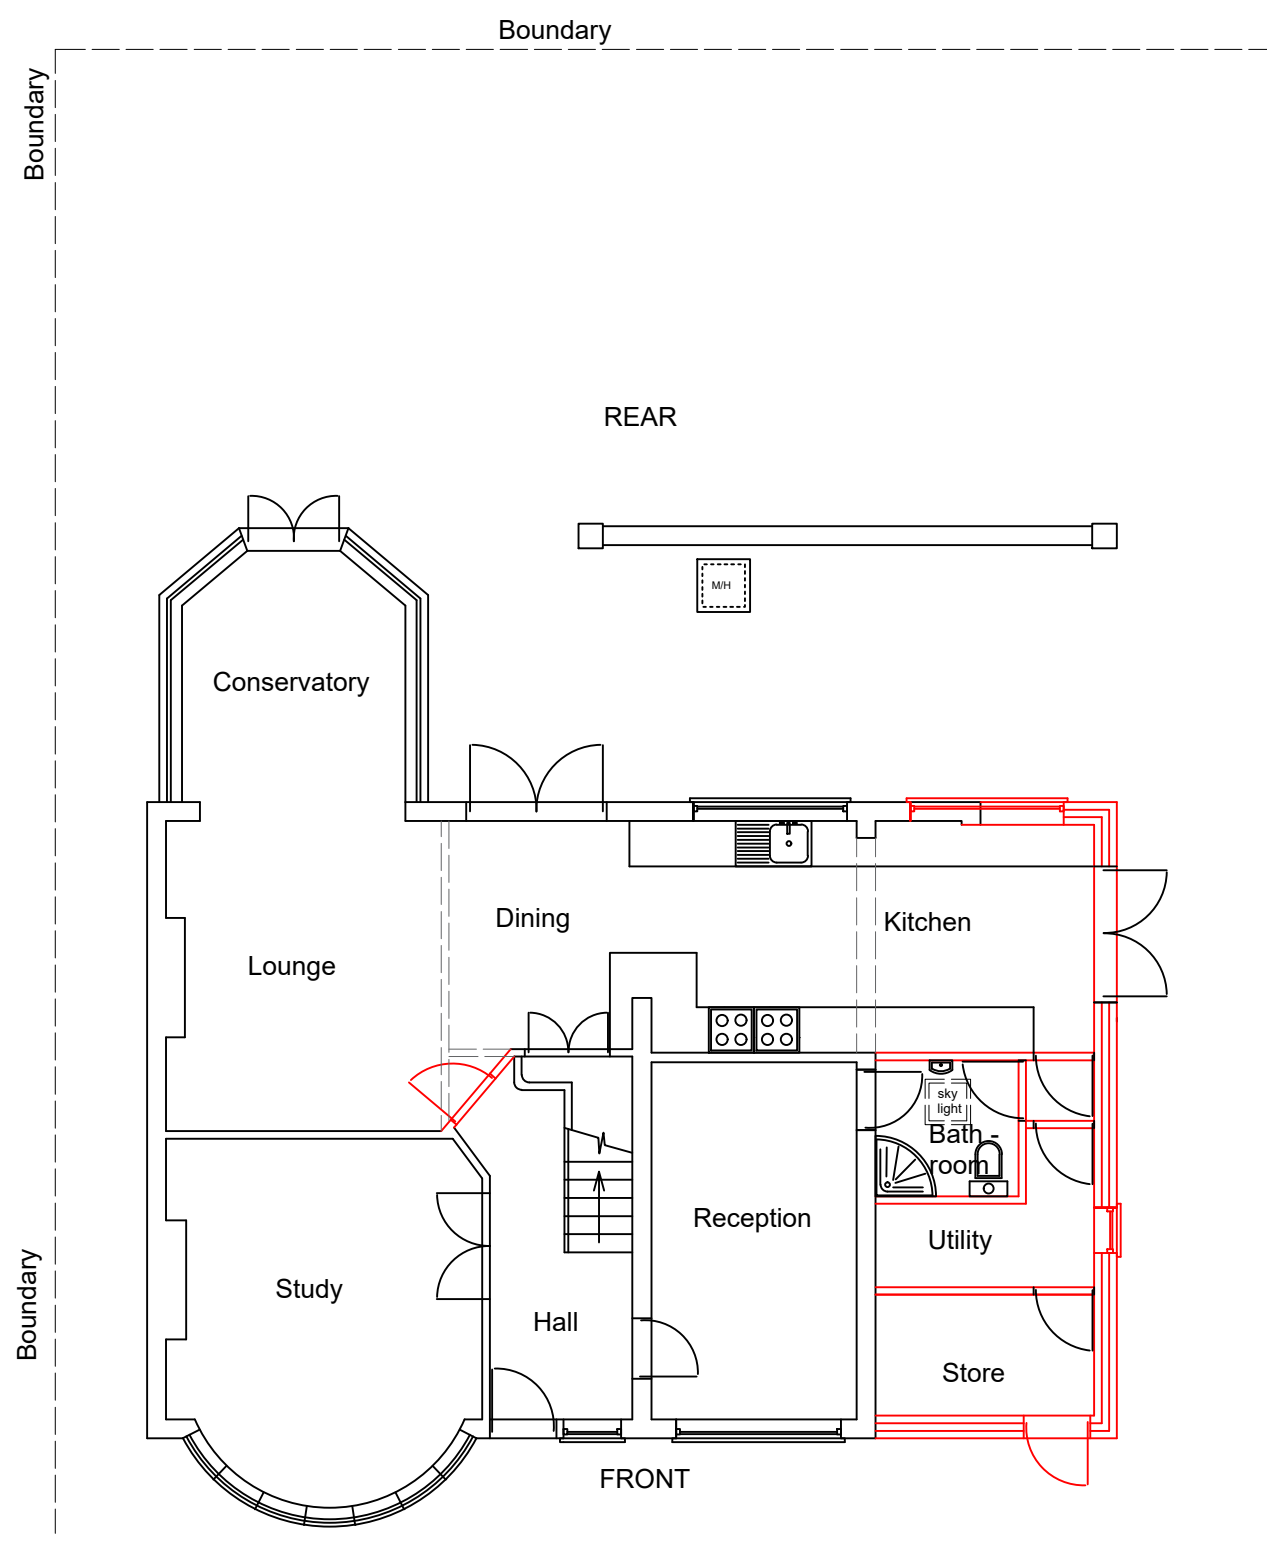 Boundary
Boundary
REAR
M/H
Conservatory
Dining
Kitchen
Lounge
sky
light
Bath -
room
Reception
Utility
Study
Hall
Boundary
Store
FRONT